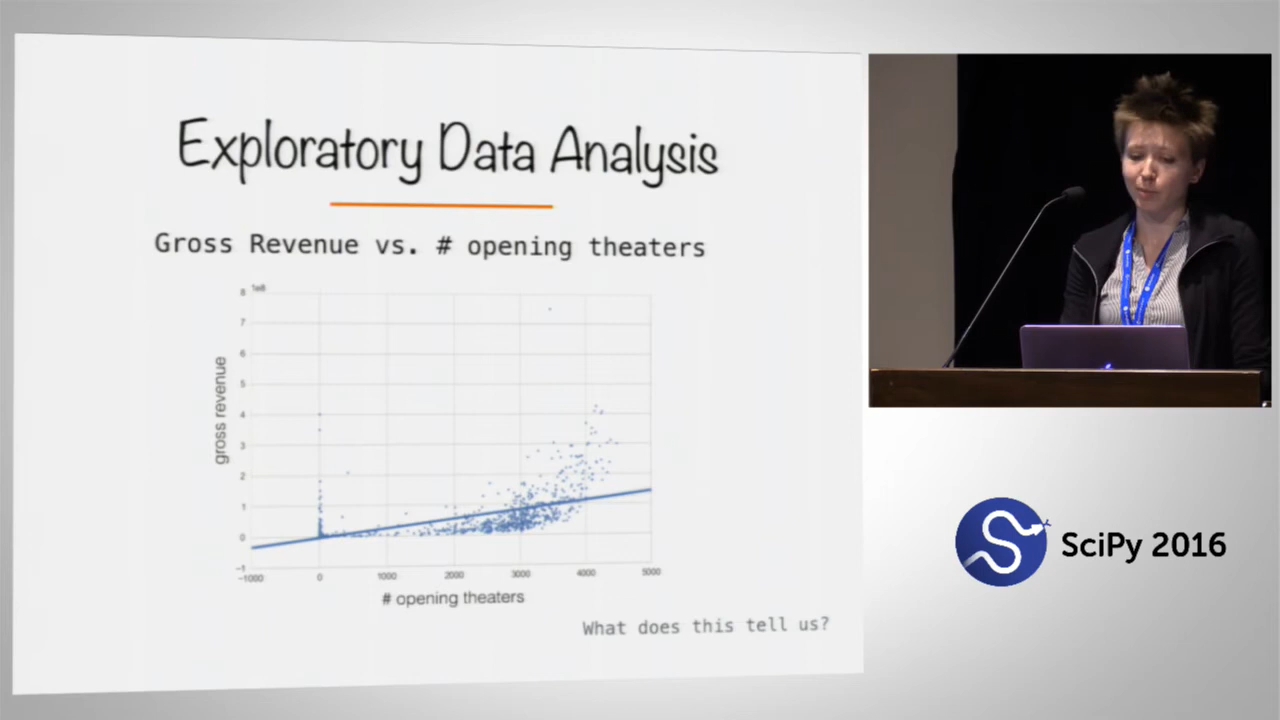 Exploratory Data Analysis
Gross Revenue vs. # opening theaters
1e8
8
7
6
5
4
3
2
1
0
−1
gross revenue
−1000 0 1000 2000 3000 4000 5000
# opening theaters
What does this tell us?
SciPy 2016